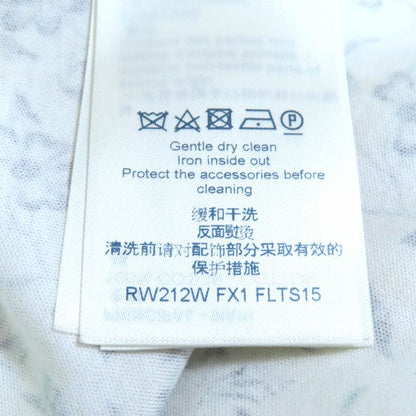 Gentle dry clean
Iron inside out
Protect the accessories before
cleaning
缓和干洗
反面熨烫
清洗前请对配饰部分采取有效的
保护措施
RW212W FX1 FLTS15